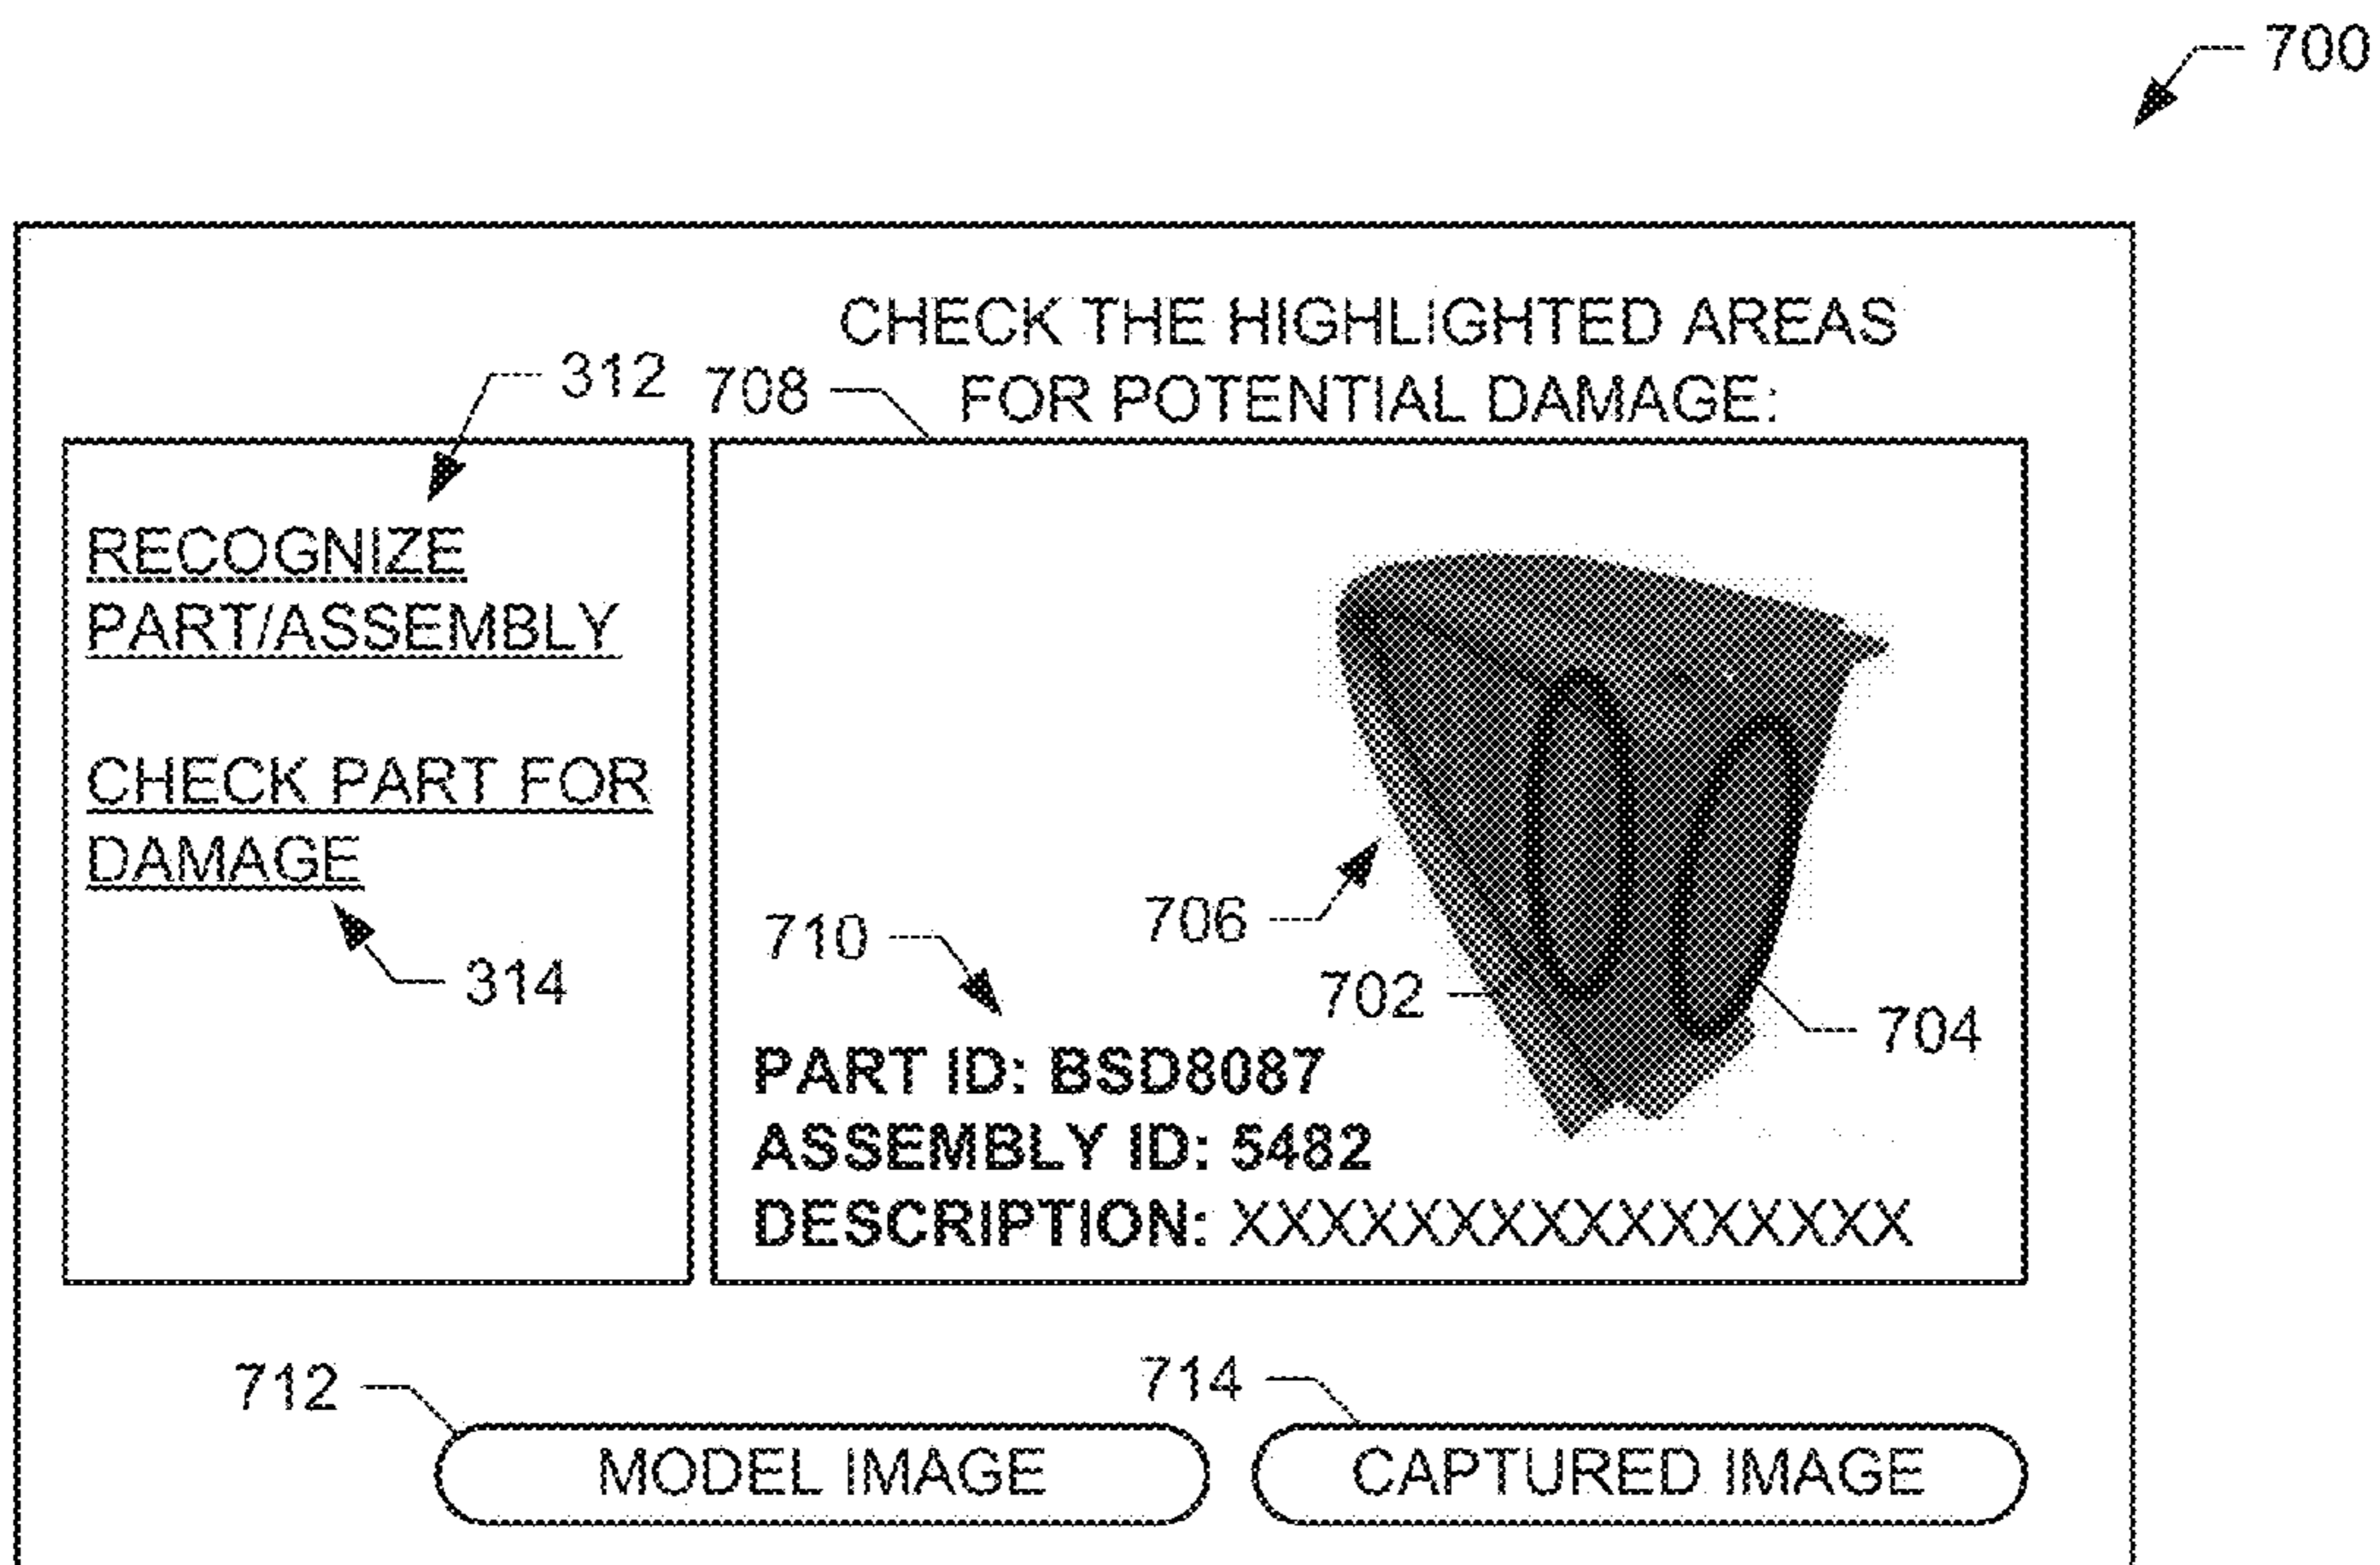 700
CHECK THE HIGHLIGHTED AREAS
FOR POTENTIAL DAMAGE:
312
708
RECOGNIZE
PART/ASSEMBLY
CHECK PART FOR
DAMAGE
314
706
710
702
704
PART ID: BSD8087
ASSEMBLY ID: 5482
DESCRIPTION: XXXXXXXXXXXXXXXXXXX
712
714
MODEL IMAGE
CAPTURED IMAGE